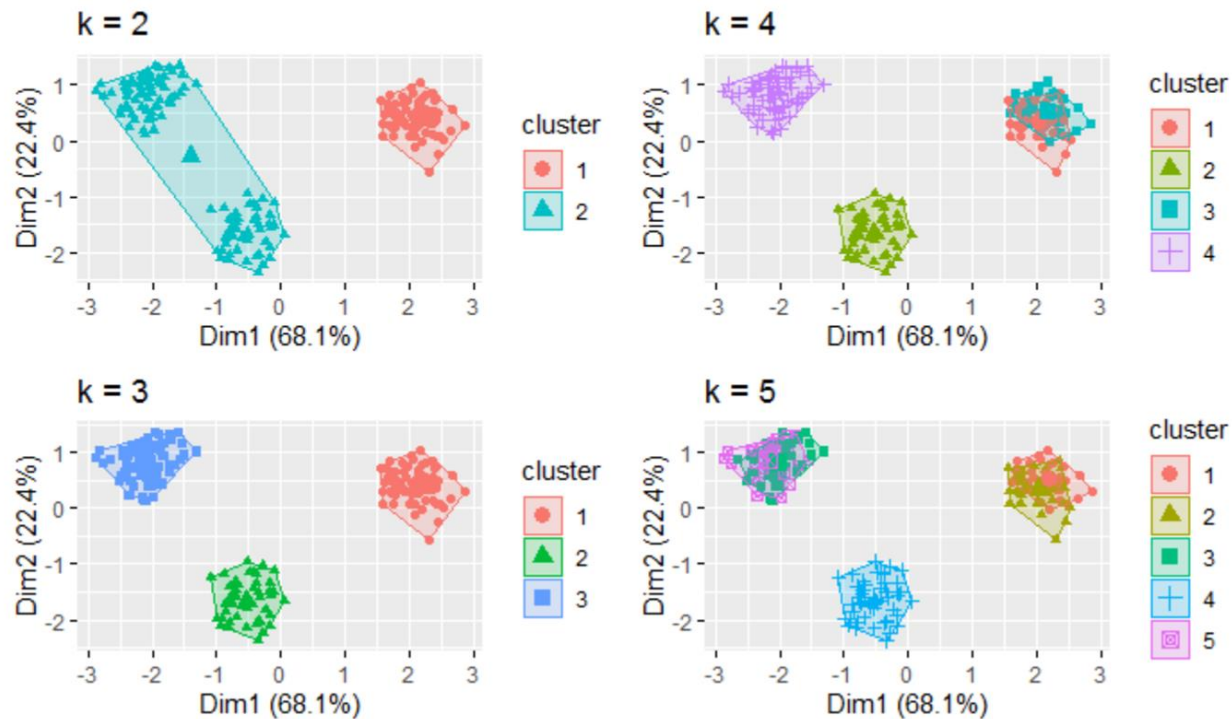 k = 2
Dim2 (22.4%)
1
0
-1
-2
-3 -2 -1 0 1 2 3
Dim1 (68.1%)
cluster
1
2
k = 4
Dim2 (22.4%)
1
0
-1
-2
-3 -2 -1 0 1 2 3
Dim1 (68.1%)
cluster
1
2
3
4
k = 3
Dim2 (22.4%)
1
0
-1
-2
-3 -2 -1 0 1 2 3
Dim1 (68.1%)
cluster
1
2
3
k = 5
Dim2 (22.4%)
1
0
-1
-2
-3 -2 -1 0 1 2 3
Dim1 (68.1%)
cluster
1
2
3
4
5